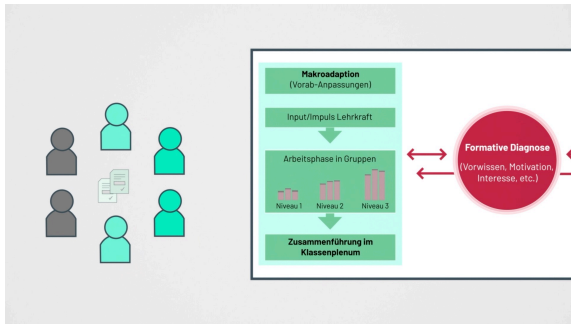 Makroadaption
(Vorab-Anpassungen)
Input/Impuls Lehrkraft
Arbeitsphase in Gruppen
Niveau 1 Niveau 2 Niveau 3
Zusammenführung im
Klassenplenum
Formative Diagnose
(Vorwissen, Motivation,
Interesse, etc.)